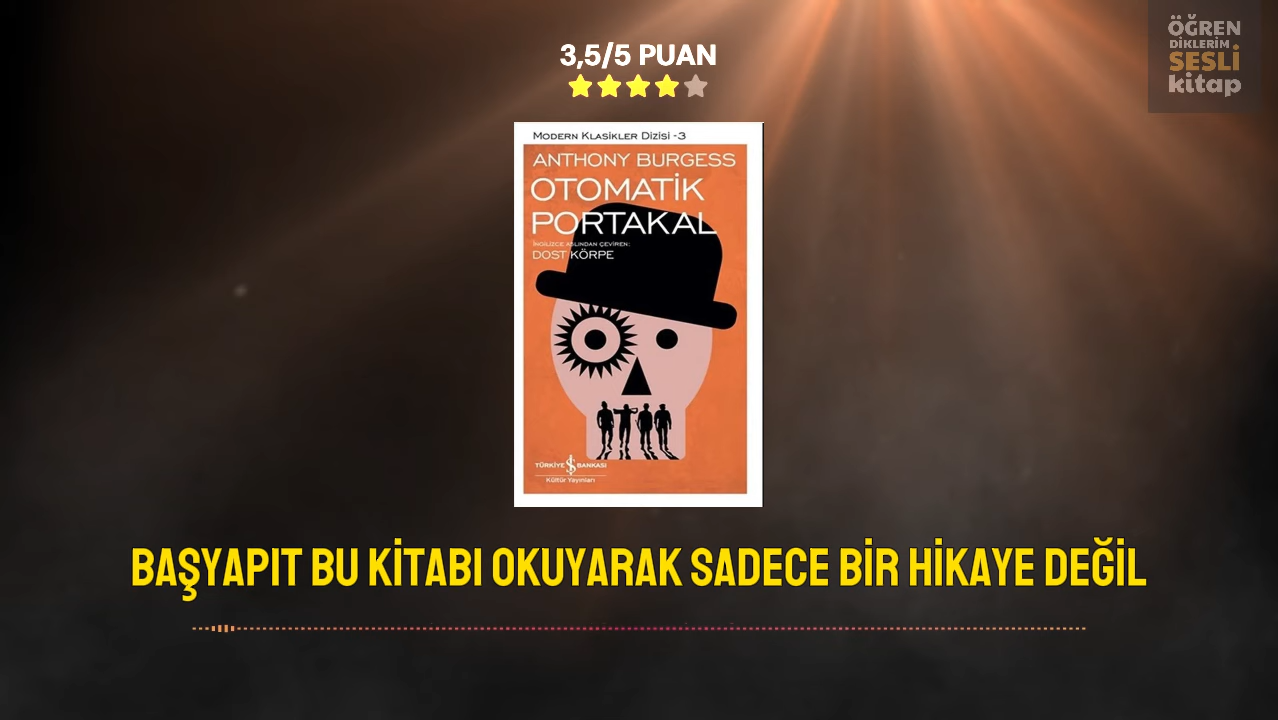 3,5/5 PUAN
ÖĞREN
DİKLERİM
SESLİ
kitap
MODERN KLASİKLER DİZİSİ -3
ANTHONY BURGESS
OTOMATİK
PORTAKAL
İNGİLİZCE ASLINDAN ÇEVİREN:
DOST KÖRPE
TÜRKİYE İŞ BANKASI
Kültür Yayınları
BAŞYAPIT BU KİTABI OKUYARAK SADECE BİR HİKAYE DEĞİL